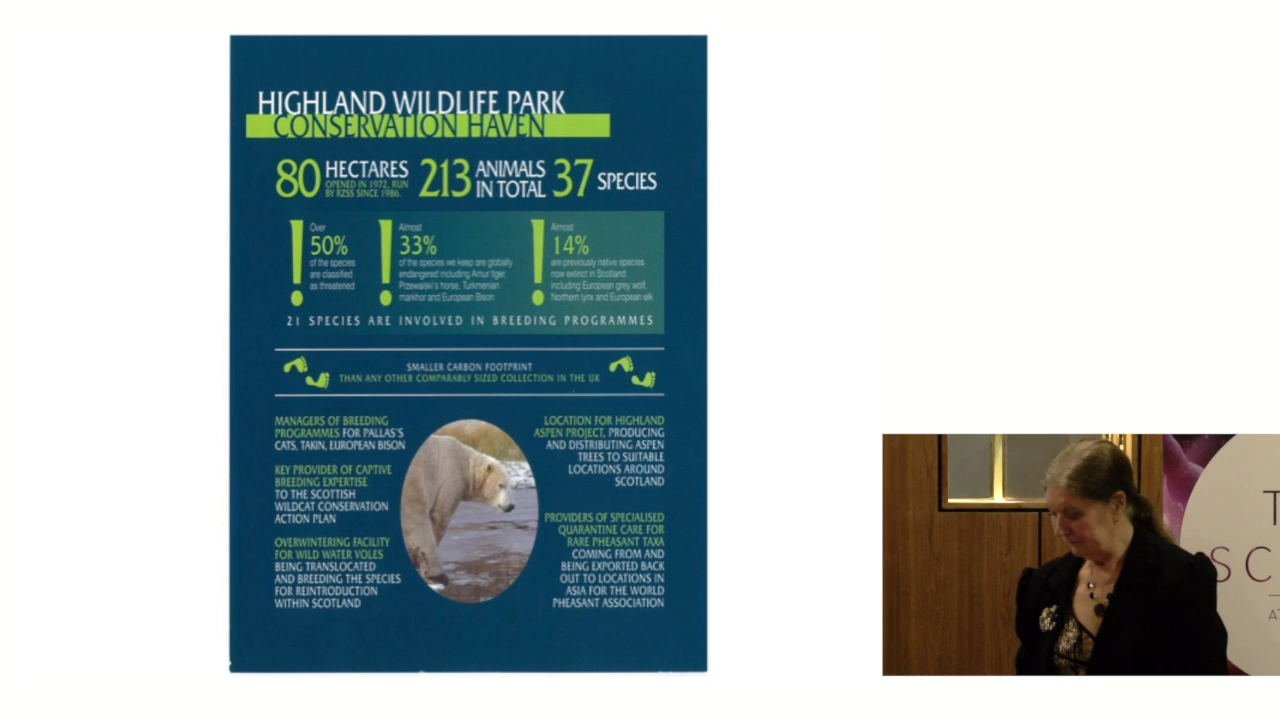 HIGHLAND WILDLIFE PARK
CONSERVATION HAVEN
80 HECTARES
OPENED IN 1972, RUN
BY RZSS SINCE 1986.
213 ANIMALS
IN TOTAL
37 SPECIES
Over
50%
of the species
are classified
as threatened
Almost
33%
of the species we keep are globally
endangered including Amur tiger,
Przewalski's horse, Turkmenian
markhor and European Bison
Almost
14%
are previously native species
now extinct in Scotland
including European grey wolf,
Northern lynx and European elk
21 SPECIES ARE INVOLVED IN BREEDING PROGRAMMES
SMALLER CARBON FOOTPRINT
THAN ANY OTHER COMPARABLY SIZED COLLECTION IN THE UK
MANAGERS OF BREEDING
PROGRAMMES FOR PALLAS'S
CATS, TAKIN, EUROPEAN BISON
KEY PROVIDER OF CAPTIVE
BREEDING EXPERTISE
TO THE SCOTTISH
WILDCAT CONSERVATION
ACTION PLAN
OVERWINTERING FACILITY
FOR WILD WATER VOLES
BEING TRANSLOCATED
AND BREEDING THE SPECIES
FOR REINTRODUCTION
WITHIN SCOTLAND
LOCATION FOR HIGHLAND
ASPEN PROJECT, PRODUCING
AND DISTRIBUTING ASPEN
TREES TO SUITABLE
LOCATIONS AROUND
SCOTLAND
PROVIDERS OF SPECIALISED
QUARANTINE CARE FOR
RARE PHEASANT TAXA
COMING FROM AND
BEING EXPORTED BACK
OUT TO LOCATIONS IN
ASIA FOR THE WORLD
PHEASANT ASSOCIATION